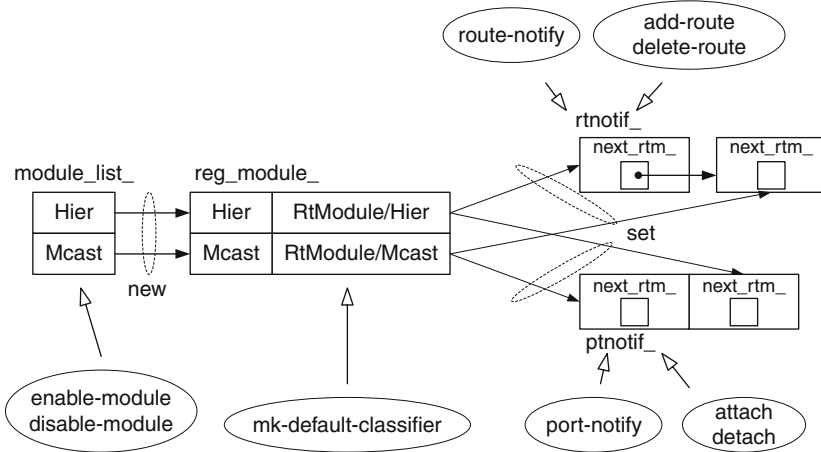 route-notify
add-route
delete-route
rtnotif_
module_list_
reg_module_
next_rtm_
next_rtm_
Hier
Hier
RtModule/Hier
Mcast
Mcast
RtModule/Mcast
set
new
next_rtm_
next_rtm_
ptnotif_
enable-module
disable-module
mk-default-classifier
port-notify
attach
detach